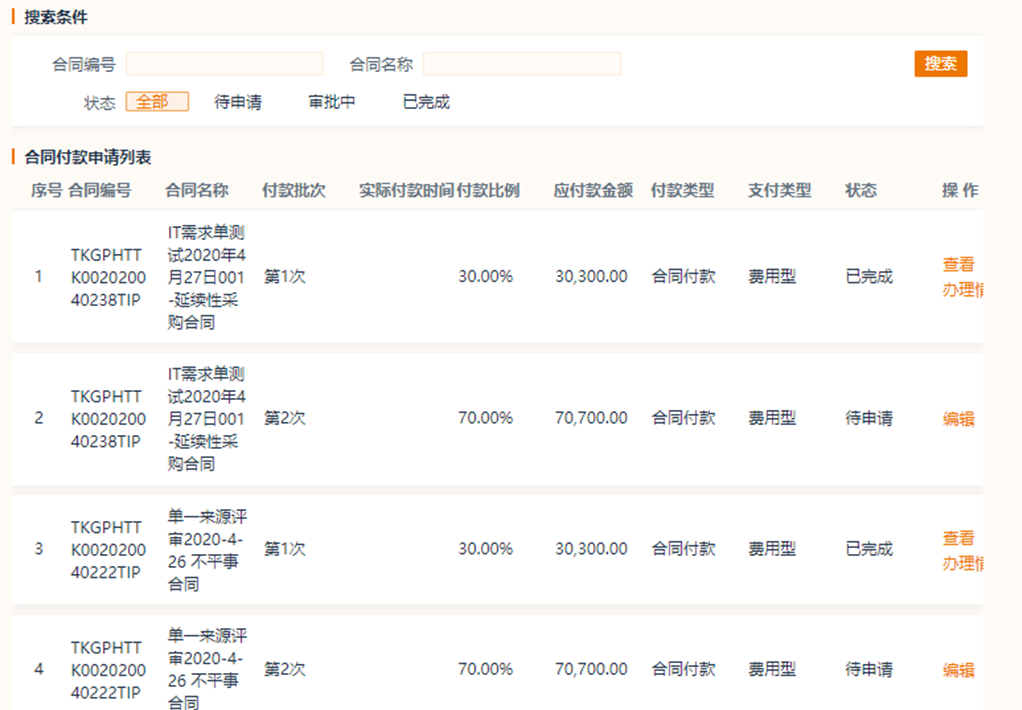 搜索条件
合同编号 合同名称 搜索
状态 全部 待申请 审批中 已完成
合同付款申请列表
序号 合同编号 合同名称 付款批次 实际付款时间 付款比例 应付款金额 付款类型 支付类型 状态 操作
1 TKGPHTT
K0020200
40238TIP
IT需求单测
试2020年4
月27日001
-延续性采
购合同
第1次 30.00% 30,300.00 合同付款 费用型 已完成
查看
办理情
2 TKGPHTT
K0020200
40238TIP
IT需求单测
试2020年4
月27日001
-延续性采
购合同
第2次 70.00% 70,700.00 合同付款 费用型 待申请 编辑
3 TKGPHTT
K0020200
40222TIP
单一来源评
审2020-4-
26 不平事
合同
第1次 30.00% 30,300.00 合同付款 费用型 已完成
查看
办理情
4 TKGPHTT
K0020200
40222TIP
单一来源评
审2020-4-
26 不平事
合同
第2次 70.00% 70,700.00 合同付款 费用型 待申请 编辑